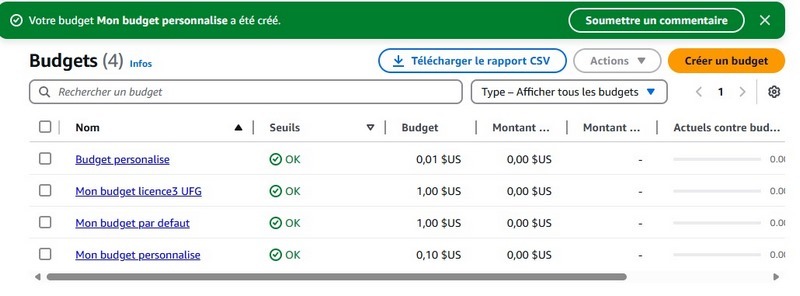 Votre budget Mon budget personnalise a été créé.
Soumettre un commentaire
Budgets (4) Infos
Télécharger le rapport CSV
Actions
Créer un budget
Rechercher un budget
Type – Afficher tous les budgets
1
Nom Seuils Budget Montant ... Montant ... Actuels contre bud...
Budget personalise OK 0,01 $US 0,00 $US - 0.00
Mon budget licence3 UFG OK 1,00 $US 0,00 $US - 0.00
Mon budget par defaut OK 1,00 $US 0,00 $US - 0.00
Mon budget personnalise OK 0,10 $US 0,00 $US - 0.00